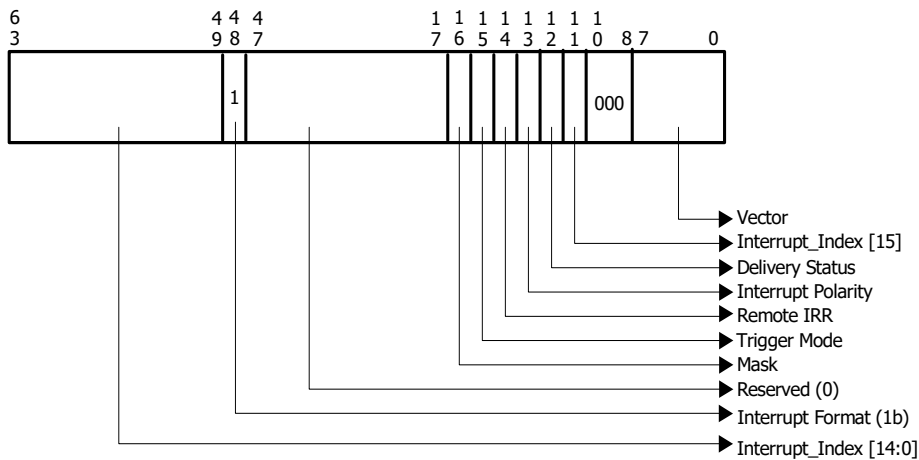 6 4 4 4 1 1 1 1 1 1 1 1
3 9 8 7 7 6 5 4 3 2 1 0 8 7 0
1
000
Vector
Interrupt_Index [15]
Delivery Status
Interrupt Polarity
Remote IRR
Trigger Mode
Mask
Reserved (0)
Interrupt Format (1b)
Interrupt_Index [14:0]